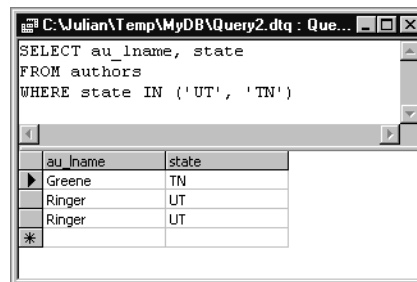 C:\Julian\Temp\MyDB\Query2.dtq : Que...
SELECT au_lname, state
FROM authors
WHERE state IN ('UT', 'TN')
au_lname state
Greene TN
Ringer UT
Ringer UT